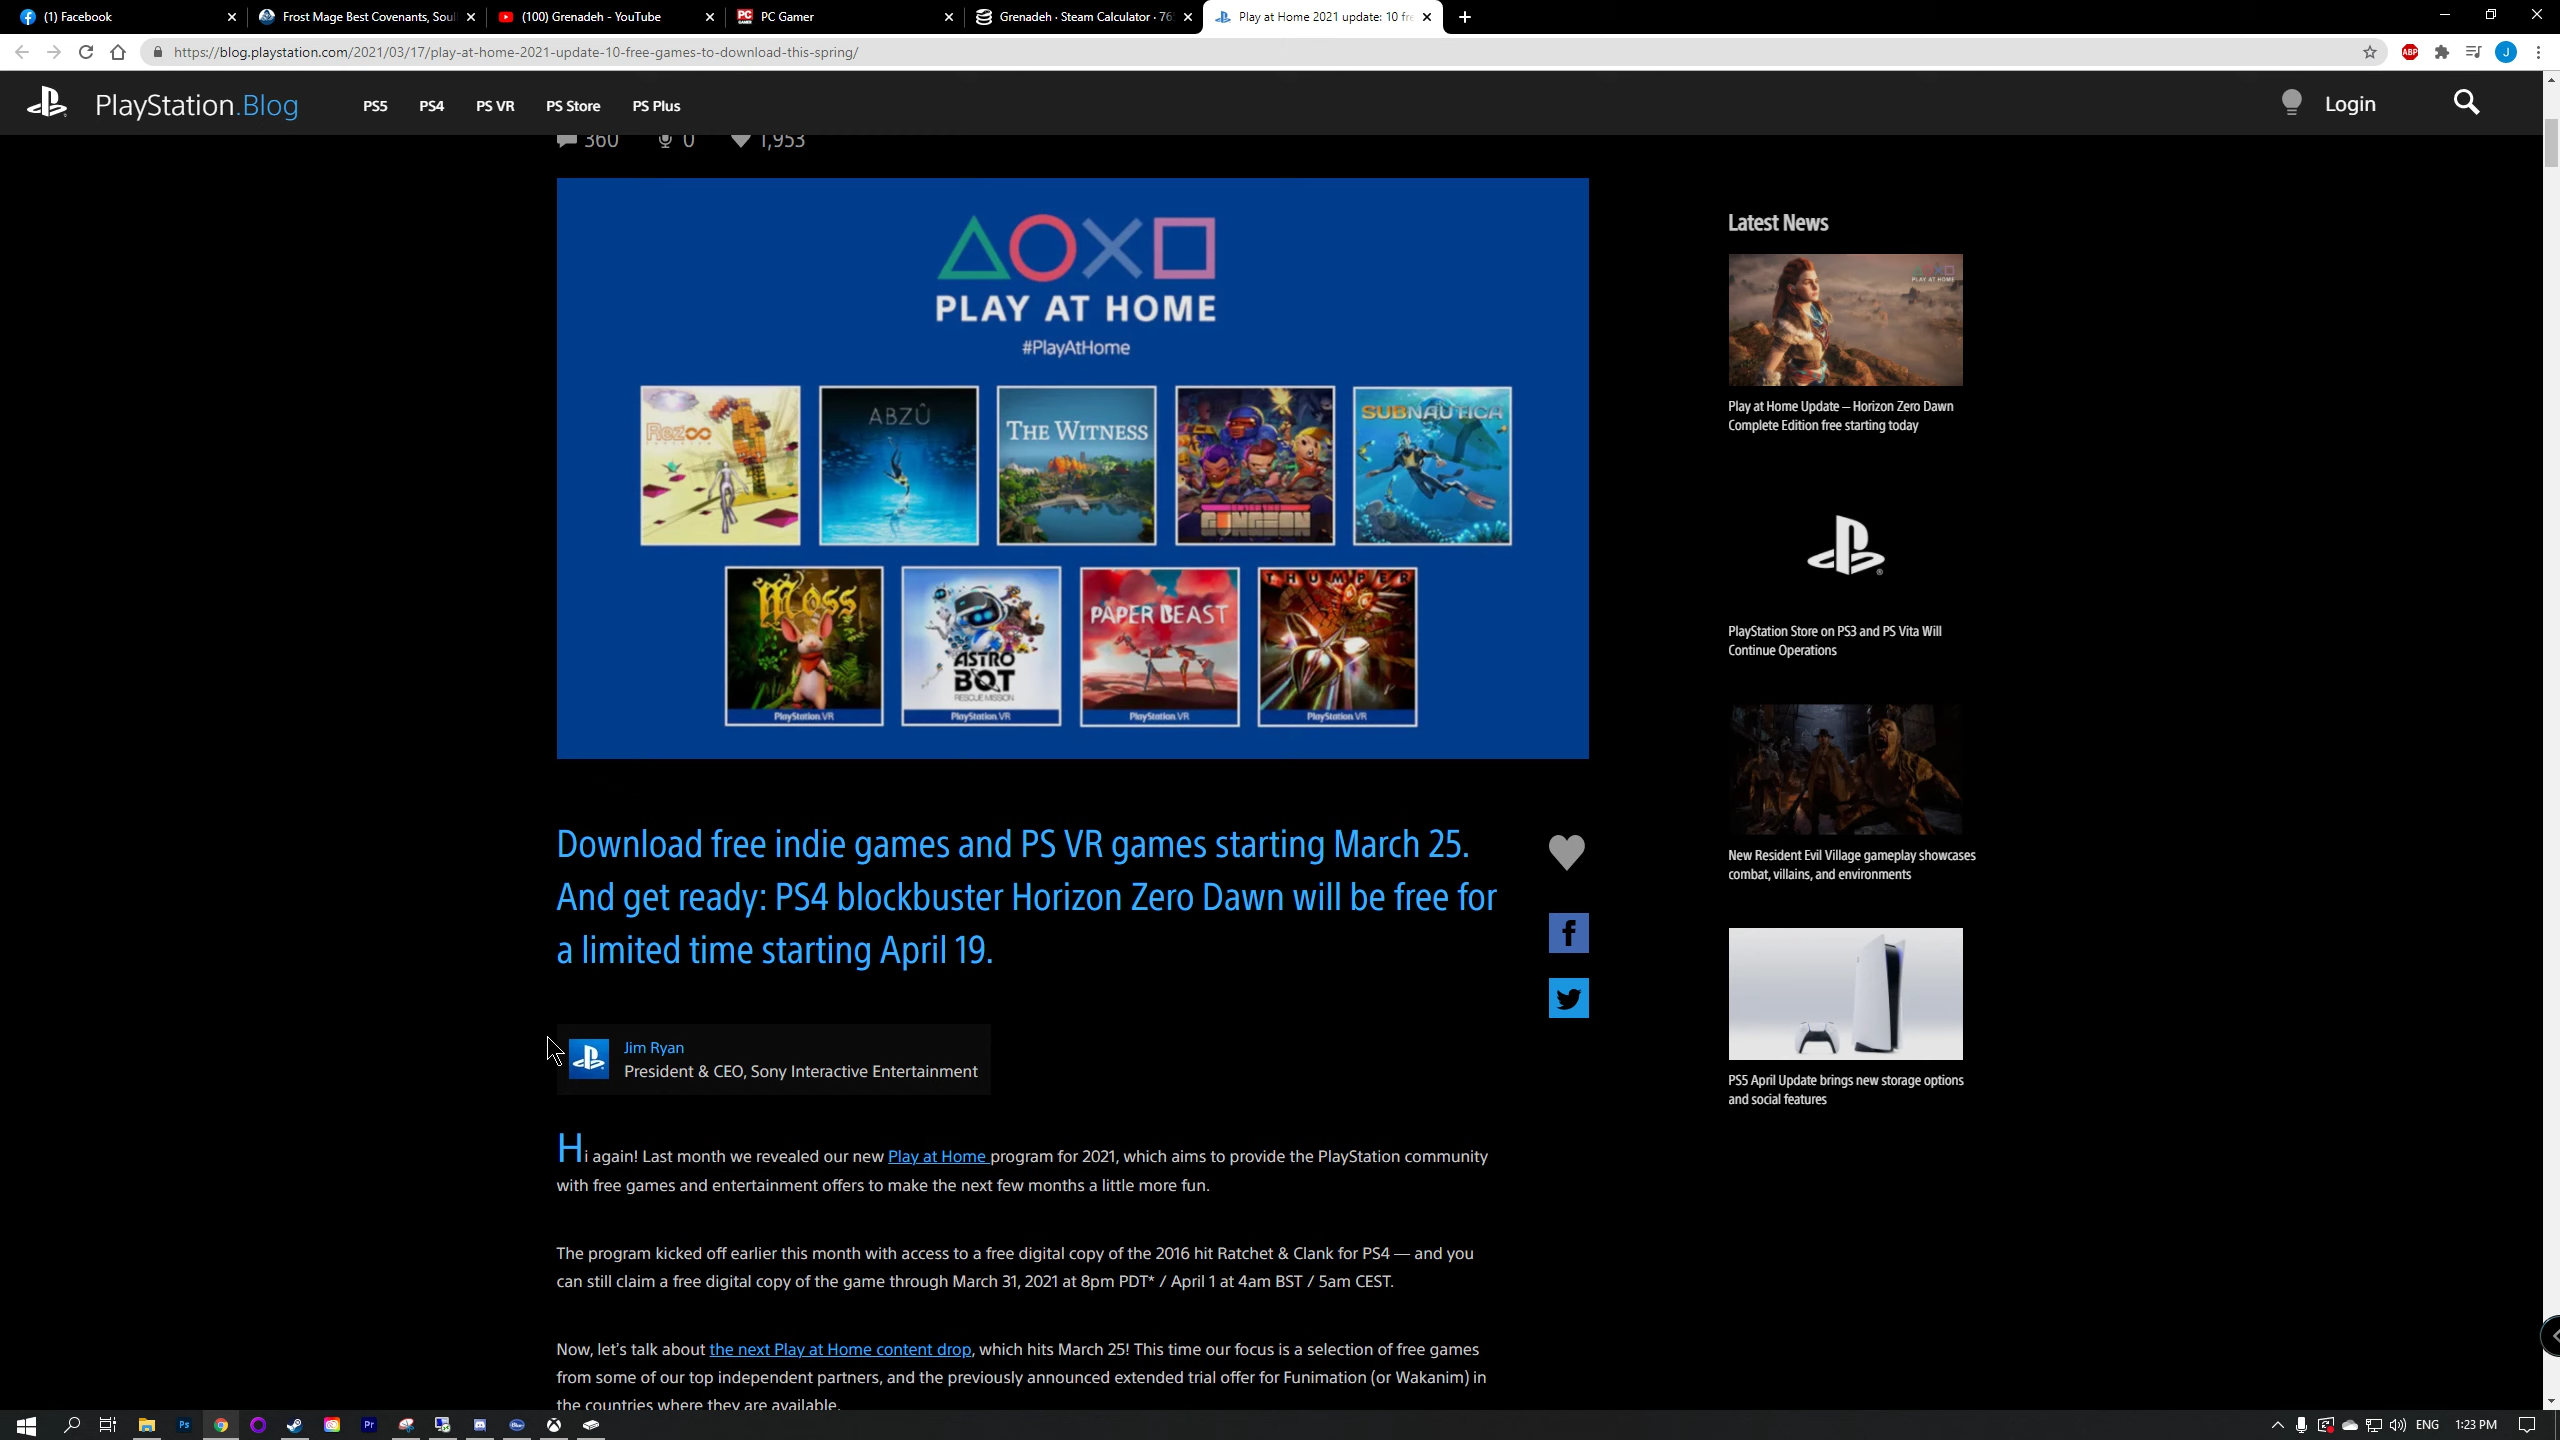 (1) Facebook
Frost Mage Best Covenants, Soul
(100) Grenadeh - YouTube
PC Gamer
Grenadeh · Steam Calculator · 76
Play at Home 2021 update: 10 fre
https://blog.playstation.com/2021/03/17/play-at-home-2021-update-10-free-games-to-download-this-spring/
ABP
J
PlayStation.Blog
PS5
PS4
PS VR
PS Store
PS Plus
Login
360
0
1,953
PLAY AT HOME
#PlayAtHome
Rez∞
ABZÛ
THE WITNESS
ENTER THE
GUNGEON
SUBNAUTICA
MOSS
PlayStation VR
ASTRO
BOT
RESCUE MISSION
PlayStation VR
PAPER BEAST
PlayStation VR
THUMPER
PlayStation VR
Latest News
PLAY AT HOME
Play at Home Update – Horizon Zero Dawn
Complete Edition free starting today
PlayStation Store on PS3 and PS Vita Will
Continue Operations
New Resident Evil Village gameplay showcases
combat, villains, and environments
PS5 April Update brings new storage options
and social features
Download free indie games and PS VR games starting March 25.
And get ready: PS4 blockbuster Horizon Zero Dawn will be free for
a limited time starting April 19.
Jim Ryan
President & CEO, Sony Interactive Entertainment
Hi again! Last month we revealed our new Play at Home program for 2021, which aims to provide the PlayStation community
with free games and entertainment offers to make the next few months a little more fun.
The program kicked off earlier this month with access to a free digital copy of the 2016 hit Ratchet & Clank for PS4 — and you
can still claim a free digital copy of the game through March 31, 2021 at 8pm PDT* / April 1 at 4am BST / 5am CEST.
Now, let's talk about the next Play at Home content drop, which hits March 25! This time our focus is a selection of free games
from some of our top independent partners, and the previously announced extended trial offer for Funimation (or Wakanim) in
the countries where they are available.
Ps
Pr
ENG
1:23 PM